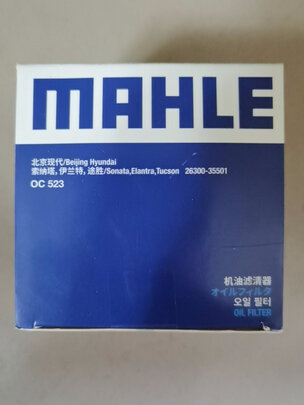 MAHLE
北京现代/Beijing Hyundai
索纳塔，伊兰特，途胜/Sonata,Elantra,Tucson 26300-35501
OC 523
机油滤清器
オイルフィルタ
오일 필터
OIL FILTER